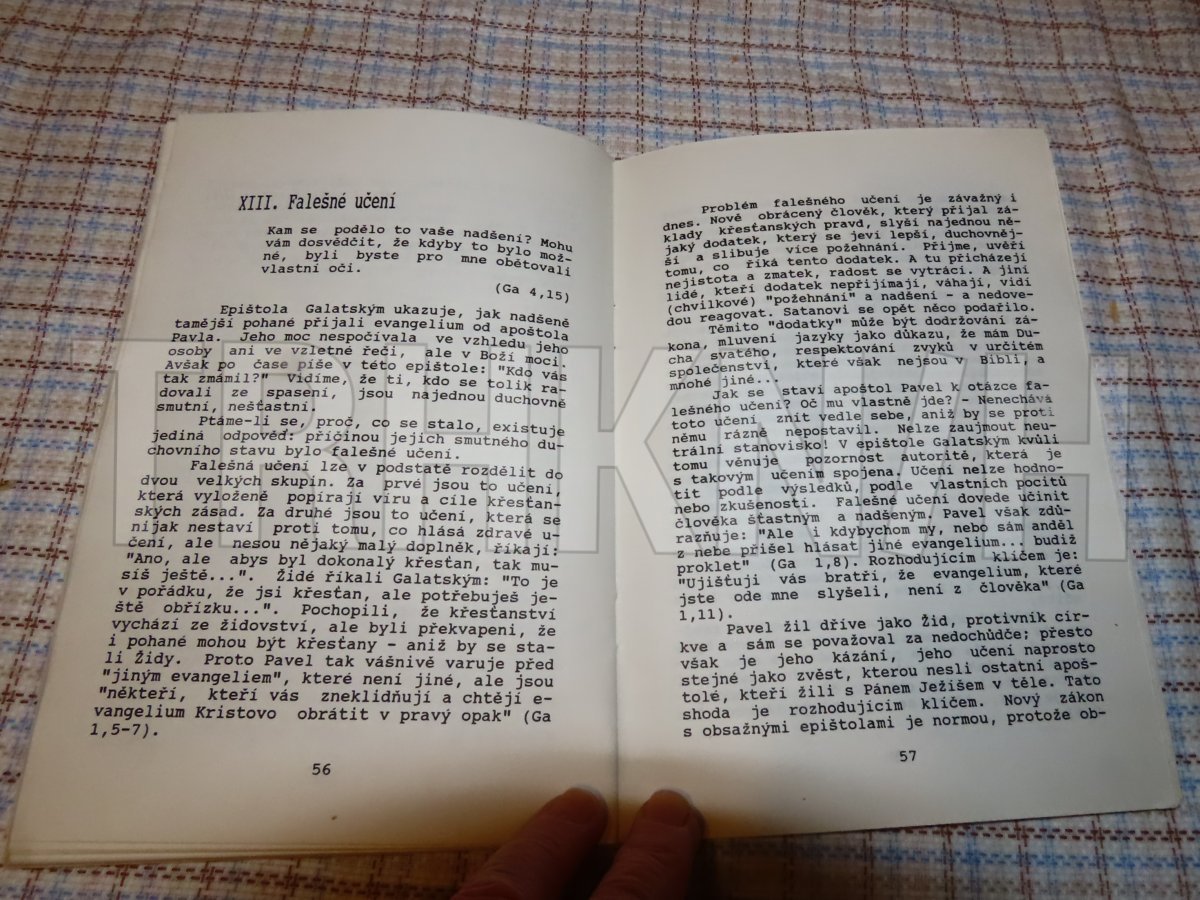 XIII. Falešné učení
Kam se podělo to vaše nadšení? Mohu
vám dosvědčit, že kdyby to bylo mož-
né, byli byste pro mne obětovali
vlastní oči.
(Ga 4,15)
Epištola Galatským ukazuje, jak nadšeně
tamější pohané příjali evangelium od apoštola
Pavla. Jeho moc nespočívala ve vzhledu jeho
osoby ani ve vzletné řeči, ale v Boží moci.
Avšak po čase píše v této epištole: "Kdo vás
tak zmámil?" Vidíme, že ti, kdo se tolik ra-
dovali ze spasení, jsou najednou duchovně
smutní, nešťastní.
Ptáme-li se, proč, co se stalo, existuje
jediná odpověď: příčinou jejich smutného du-
chovního stavu bylo falešné učení.
Falešná učení lze v podstatě rozdělit do
dvou velkých skupin. Za prvé jsou to učení,
která vyloženě popírají víru a cíle křesťan-
ských zásad. Za druhé jsou to učení, která se
nijak nestaví proti tomu, co hlásá zdravé u-
čení, ale nesou nějaký malý doplněk, říkají:
"Ano, ale abys byl dokonalý křesťan, tak mu-
síš ještě...". Židé říkali Galatským: "To je
v pořádku, že jsi křesťan, ale potřebuješ je-
ště obřízku...". Pochopili, že křesťanství
vychází ze židovství, ale byli překvapeni, že
i pohané mohou být křesťany - aniž by se sta-
li Židy. Proto Pavel tak vášnivě varuje před
"jiným evangeliem", které není jiné, ale jsou
"někteří, kteří vás zneklidňují a chtějí e-
vangelium Kristovo obrátit v pravý opak" (Ga
1,5-7).
56
Problém falešného učení je závažný i
dnes. Nově obrácený člověk, který přijal zá-
klady křesťanských pravd, slyší najednou ně-
jaký dodatek, který se jeví lepší, duchovněj-
ší a slibuje více požehnání. Přijme, uvěří
tomu, co říká tento dodatek. A tu přicházejí
nejistota a zmatek, radost se vytrácí. A jiní
lidé, kteří dodatek nepřijímají, váhají, vidí
(chvilkové) "požehnání" a nadšení - a nedove-
dou reagovat. Satanovi se opět něco podařilo.
Těmito "dodatky" může být dodržování zá-
kona, mluvení jazyky jako důkazu, že mám Du-
cha svatého, respektování zvyků v určitém
společenství, které však nejsou v Bibli, a
mnohé jiné...
Jak se staví apoštol Pavel k otázce fa-
lešného učení? Oč mu vlastně jde? - Nenechává
toto učení znít vedle sebe, aniž by se proti
němu rázně nepostavil. Nelze zaujmout neu-
trální stanovisko! V epištole Galatským kvůli
tomu věnuje pozornost autoritě, která je
s takovým učením spojena. Učení nelze hodno-
tit podle výsledků, podle vlastních pocitů
nebo zkušeností. Falešné učení dovede učinit
člověka šťastným a nadšeným. Pavel však zdů-
razňuje: "Ale i kdybychom my, nebo sám anděl
z nebe přišel hlásat jiné evangelium... budiž
proklet" (Ga 1,8). Rozhodujícím klíčem je:
"Ujišťuji vás bratří, že evangelium, které
jste ode mne slyšeli, není z člověka" (Ga
1,11).
Pavel žil dříve jako Žid, protivník cír-
kve a sám se považoval za nedochůdče; přesto
však je jeho kázání, jeho učení naprosto
stejné jako zvěst, kterou nesli ostatní apoš-
tolé, kteří žili s Pánem Ježíšem v těle. Tato
shoda je rozhodujícím klíčem. Nový zákon
s obsažnými epištolami je normou, protože ob-
57